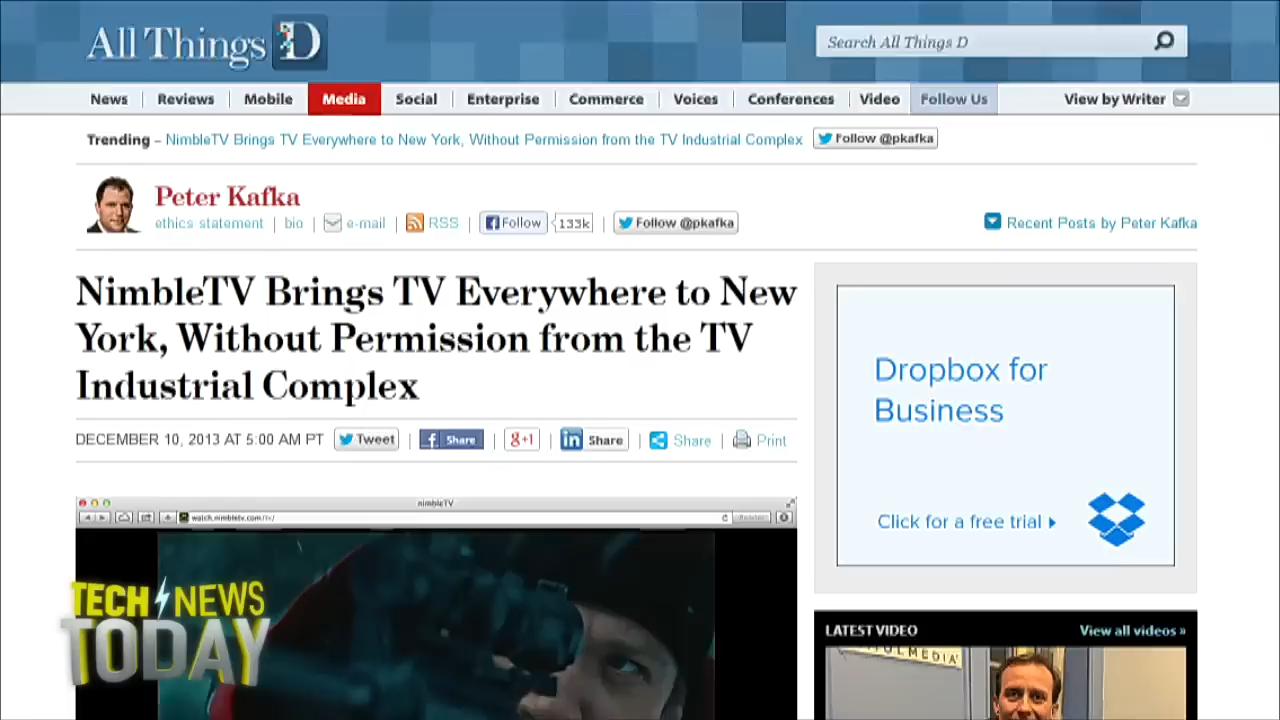 All Things D
Search All Things D
News Reviews Mobile Media Social Enterprise Commerce Voices Conferences Video Follow Us View by Writer
Trending – NimbleTV Brings TV Everywhere to New York, Without Permission from the TV Industrial Complex Follow @pkafka
Peter Kafka
ethics statement | bio | e-mail | RSS | Follow 133k | Follow @pkafka
Recent Posts by Peter Kafka
NimbleTV Brings TV Everywhere to New
York, Without Permission from the TV
Industrial Complex
DECEMBER 10, 2013 AT 5:00 AM PT Tweet | Share | g+1 | in Share | Share | Print
Dropbox for
Business
Click for a free trial
nimbleTV
watch.nimbletv.com/tv/
TECH NEWS
TODAY
LATEST VIDEO View all videos »